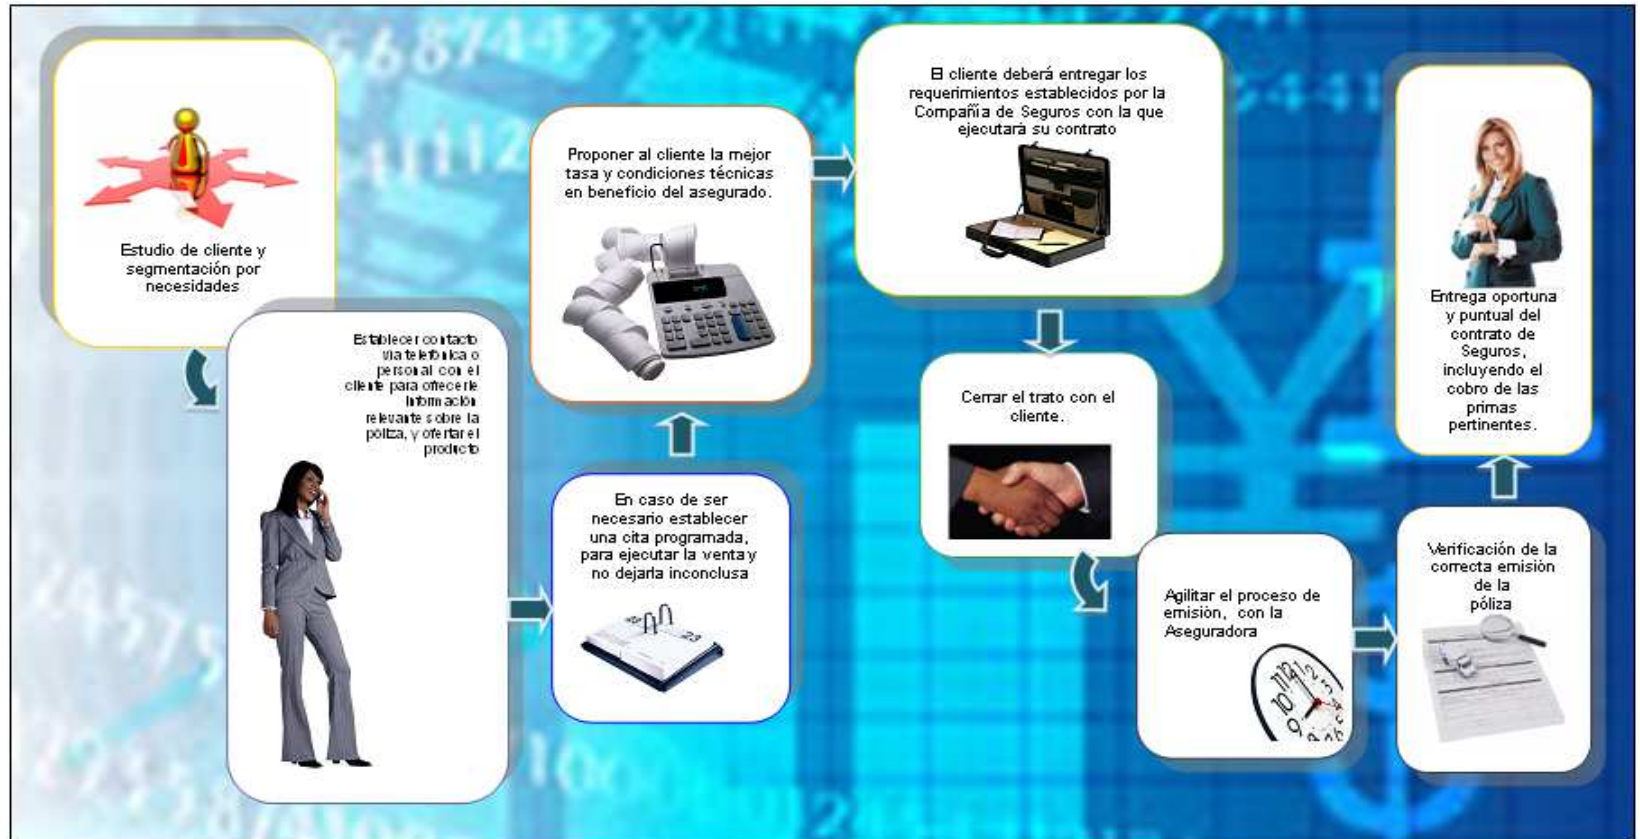 Estudio de cliente y
segmentación por
necesidades
Establecer contacto
via telefónica o
personal con el
cliente para ofrecerle
Información
relevante sobre la
póliza, y ofertar el
producto
En caso de ser
necesario establecer
una cita programada,
para ejecutar la venta y
no dejarla inconclusa
Proponer al cliente la mejor
tasa y condiciones técnicas
en beneficio del asegurado.
El cliente deberá entregar los
requerimientos establecidos por la
Compañía de Seguros con la que
ejecutará su contrato
Cerrar el trato con el
cliente.
Agilitar el proceso de
emisión, con la
Aseguradora
Verificación de la
correcta emisión
de la
póliza
Entrega oportuna
y puntual del
contrato de
Seguros,
incluyendo el
cobro de las
primas
pertinentes.